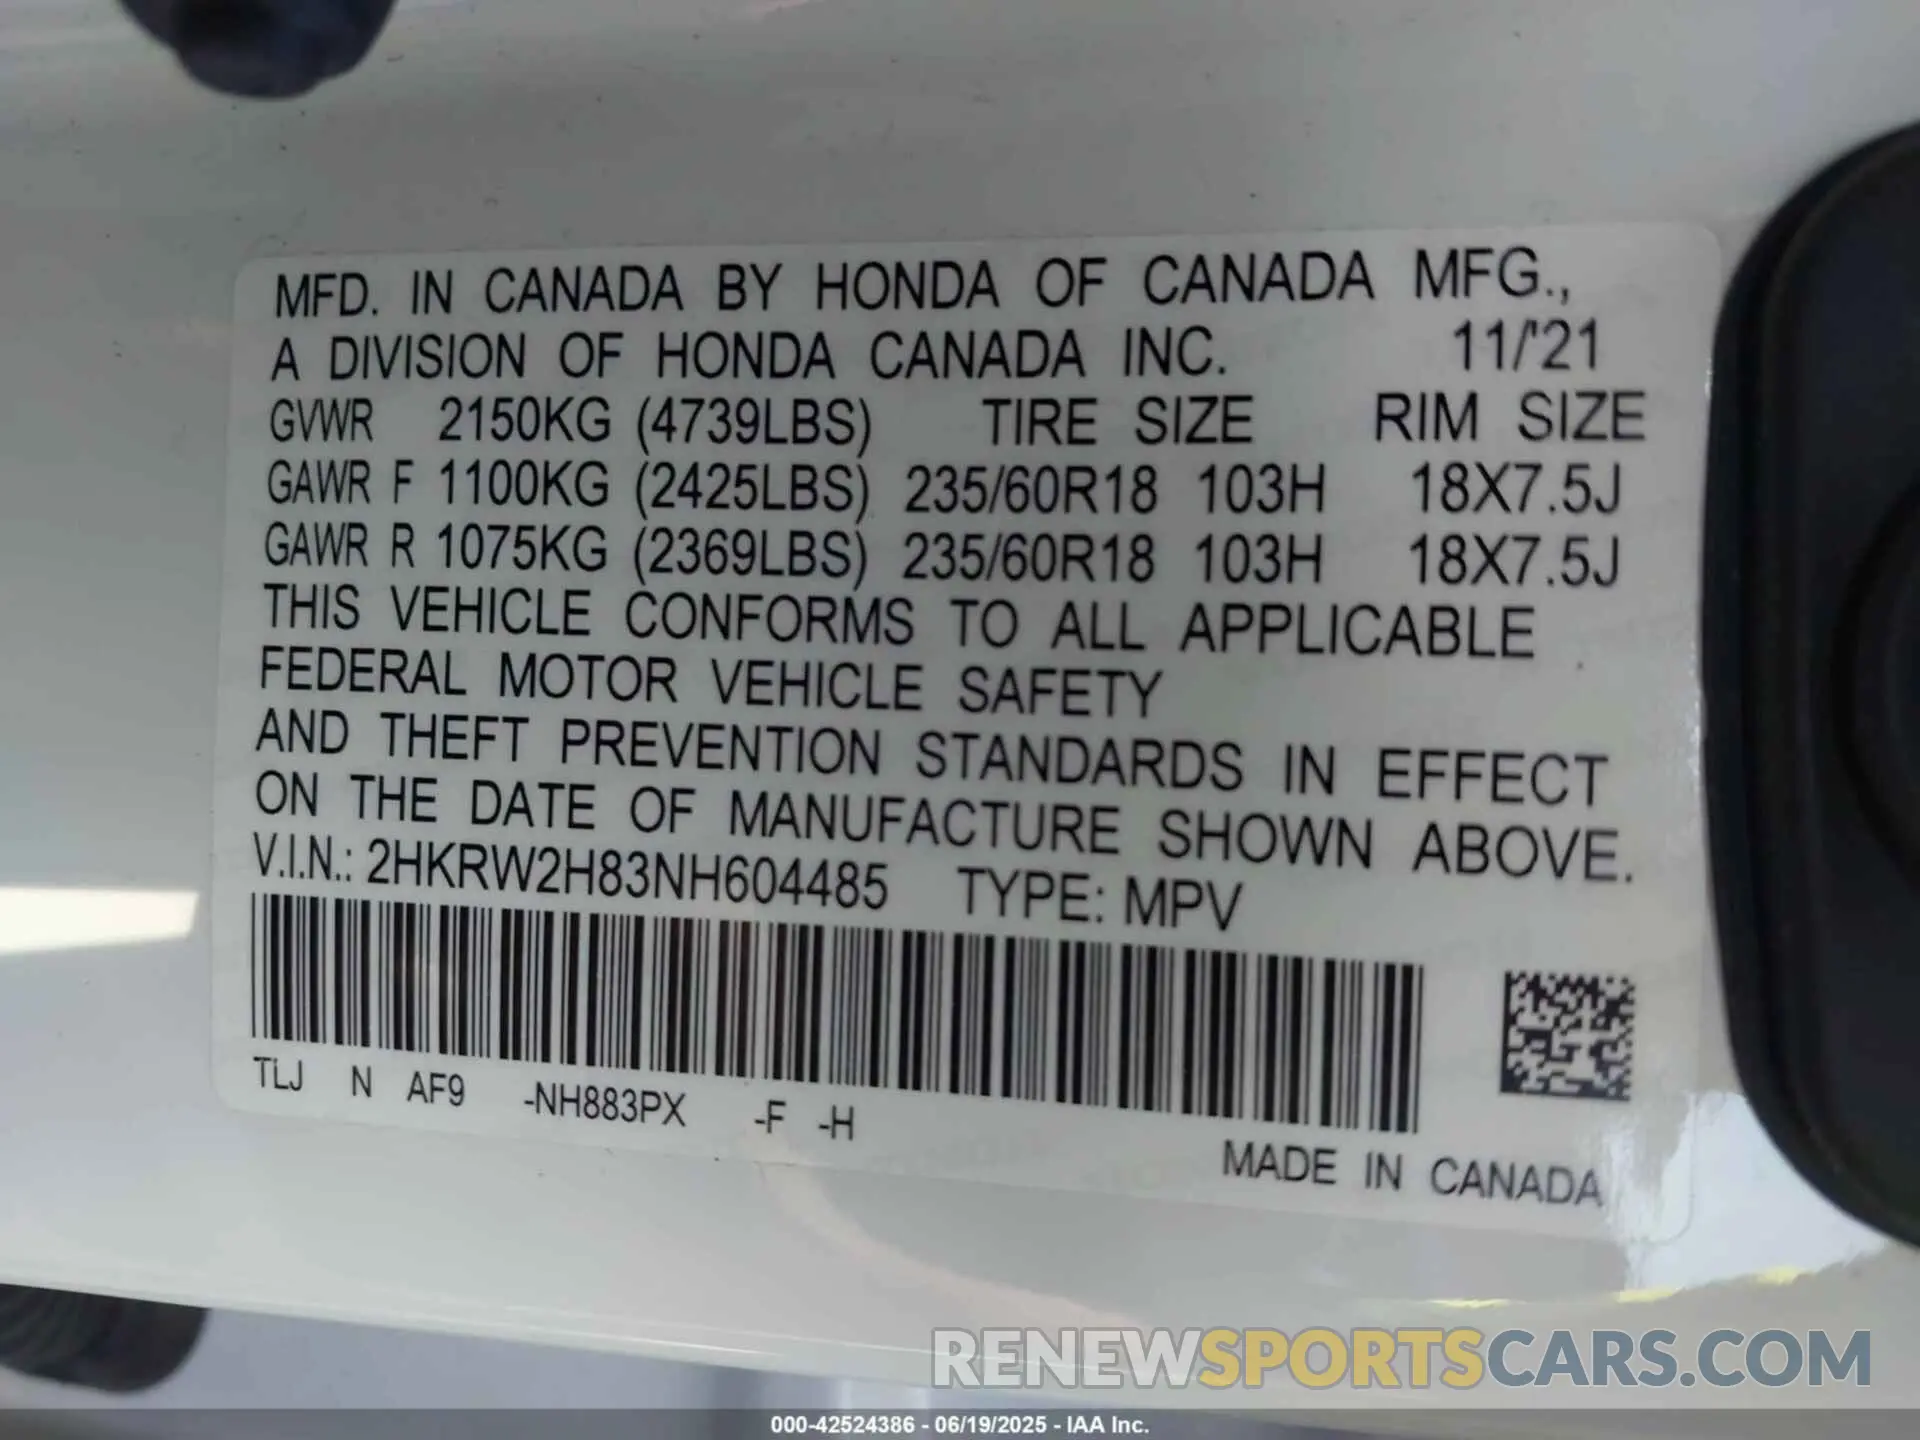 MFD. IN CANADA BY HONDA OF CANADA MFG.,
A DIVISION OF HONDA CANADA INC. 11/'21
GVWR 2150KG (4739LBS) TIRE SIZE RIM SIZE
GAWR F 1100KG (2425LBS) 235/60R18 103H 18X7.5J
GAWR R 1075KG (2369LBS) 235/60R18 103H 18X7.5J
THIS VEHICLE CONFORMS TO ALL APPLICABLE
FEDERAL MOTOR VEHICLE SAFETY
AND THEFT PREVENTION STANDARDS IN EFFECT
ON THE DATE OF MANUFACTURE SHOWN ABOVE.
V.I.N.: 2HKRW2H83NH604485 TYPE: MPV
TLJ N AF9 -NH883PX -F -H
MADE IN CANADA
RENEWSPORTSCARS.COM
000-42524386 - 06/19/2025 - IAA Inc.